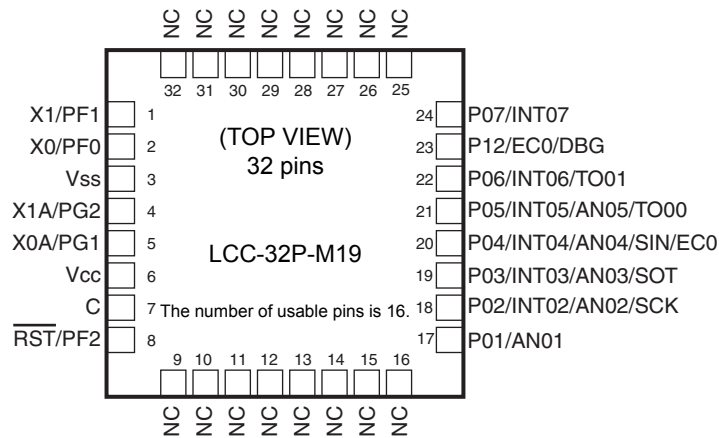 NC NC NC NC NC NC NC NC
32 31 30 29 28 27 26 25
X1/PF1 1
X0/PF0 2
Vss 3
X1A/PG2 4
X0A/PG1 5
Vcc 6
C 7
RST/PF2 8
(TOP VIEW)
32 pins
LCC-32P-M19
The number of usable pins is 16.
24 P07/INT07
23 P12/EC0/DBG
22 P06/INT06/TO01
21 P05/INT05/AN05/TO00
20 P04/INT04/AN04/SIN/EC0
19 P03/INT03/AN03/SOT
18 P02/INT02/AN02/SCK
17 P01/AN01
9 10 11 12 13 14 15 16
NC NC NC NC NC NC NC NC